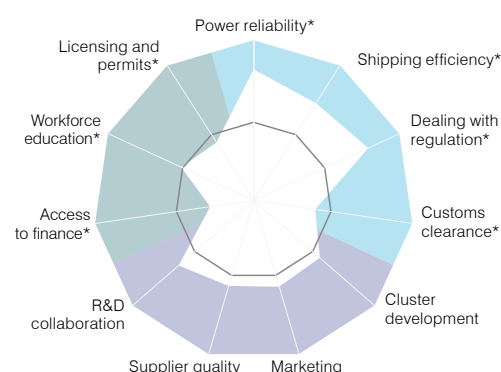 Power reliability*
Licensing and
permits*
Shipping efficiency*
Workforce
education*
Dealing with
regulation*
Access
to finance*
Customs
clearance*
R&D
collaboration
Cluster
development
Supplier quality
Marketing